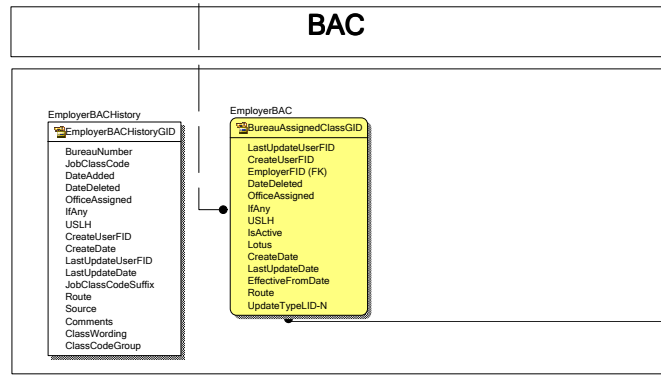 BAC
EmployerBACHistory
EmployerBACHistoryGID
BureauNumber
JobClassCode
DateAdded
DateDeleted
OfficeAssigned
IfAny
USLH
CreateUserFID
CreateDate
LastUpdateUserFID
LastUpdateDate
JobClassCodeSuffix
Route
Source
Comments
ClassWording
ClassCodeGroup
EmployerBAC
BureauAssignedClassGID
LastUpdateUserFID
CreateUserFID
EmployerFID (FK)
DateDeleted
OfficeAssigned
IfAny
USLH
IsActive
Lotus
CreateDate
LastUpdateDate
EffectiveFromDate
Route
UpdateTypeLID-N